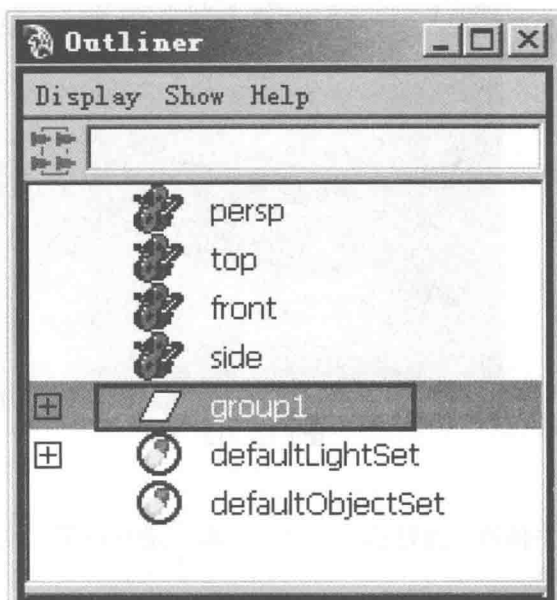 Outliner
Display Show Help
persp
top
front
side
group1
defaultLightSet
defaultObjectSet